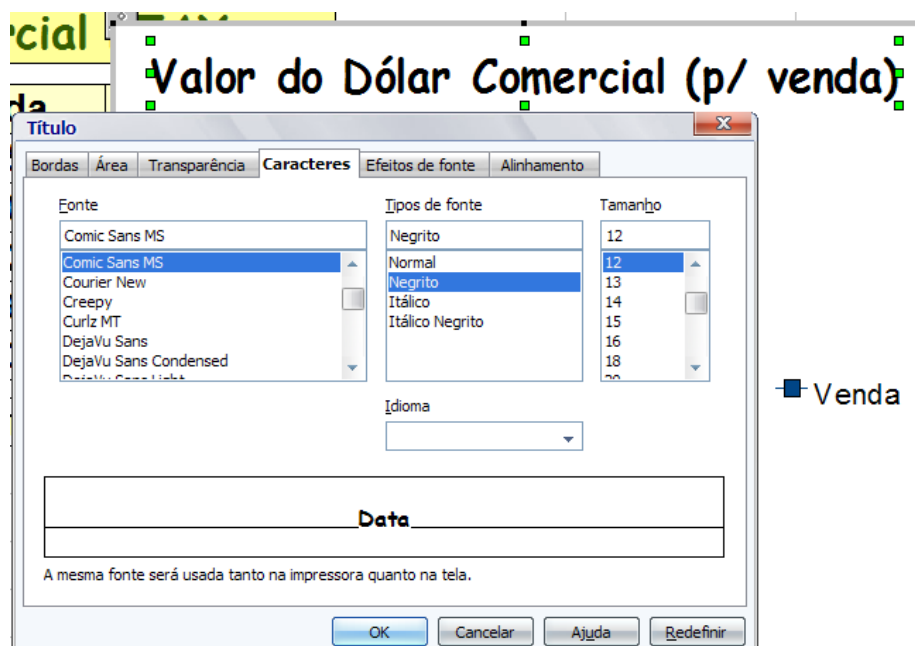 Valor do Dólar Comercial (p/ venda)
Título
Bordas Área Transparência Caracteres Efeitos de fonte Alinhamento
Fonte Tipos de fonte Tamanho
Comic Sans MS Negrito 12
Comic Sans MS Normal 12
Courier New Negrito 13
Creepy Itálico 14
Curlz MT Itálico Negrito 15
DejaVu Sans 16
DejaVu Sans Condensed 18
Idioma
Venda
Data
A mesma fonte será usada tanto na impressora quanto na tela.
OK Cancelar Ajuda Redefinir